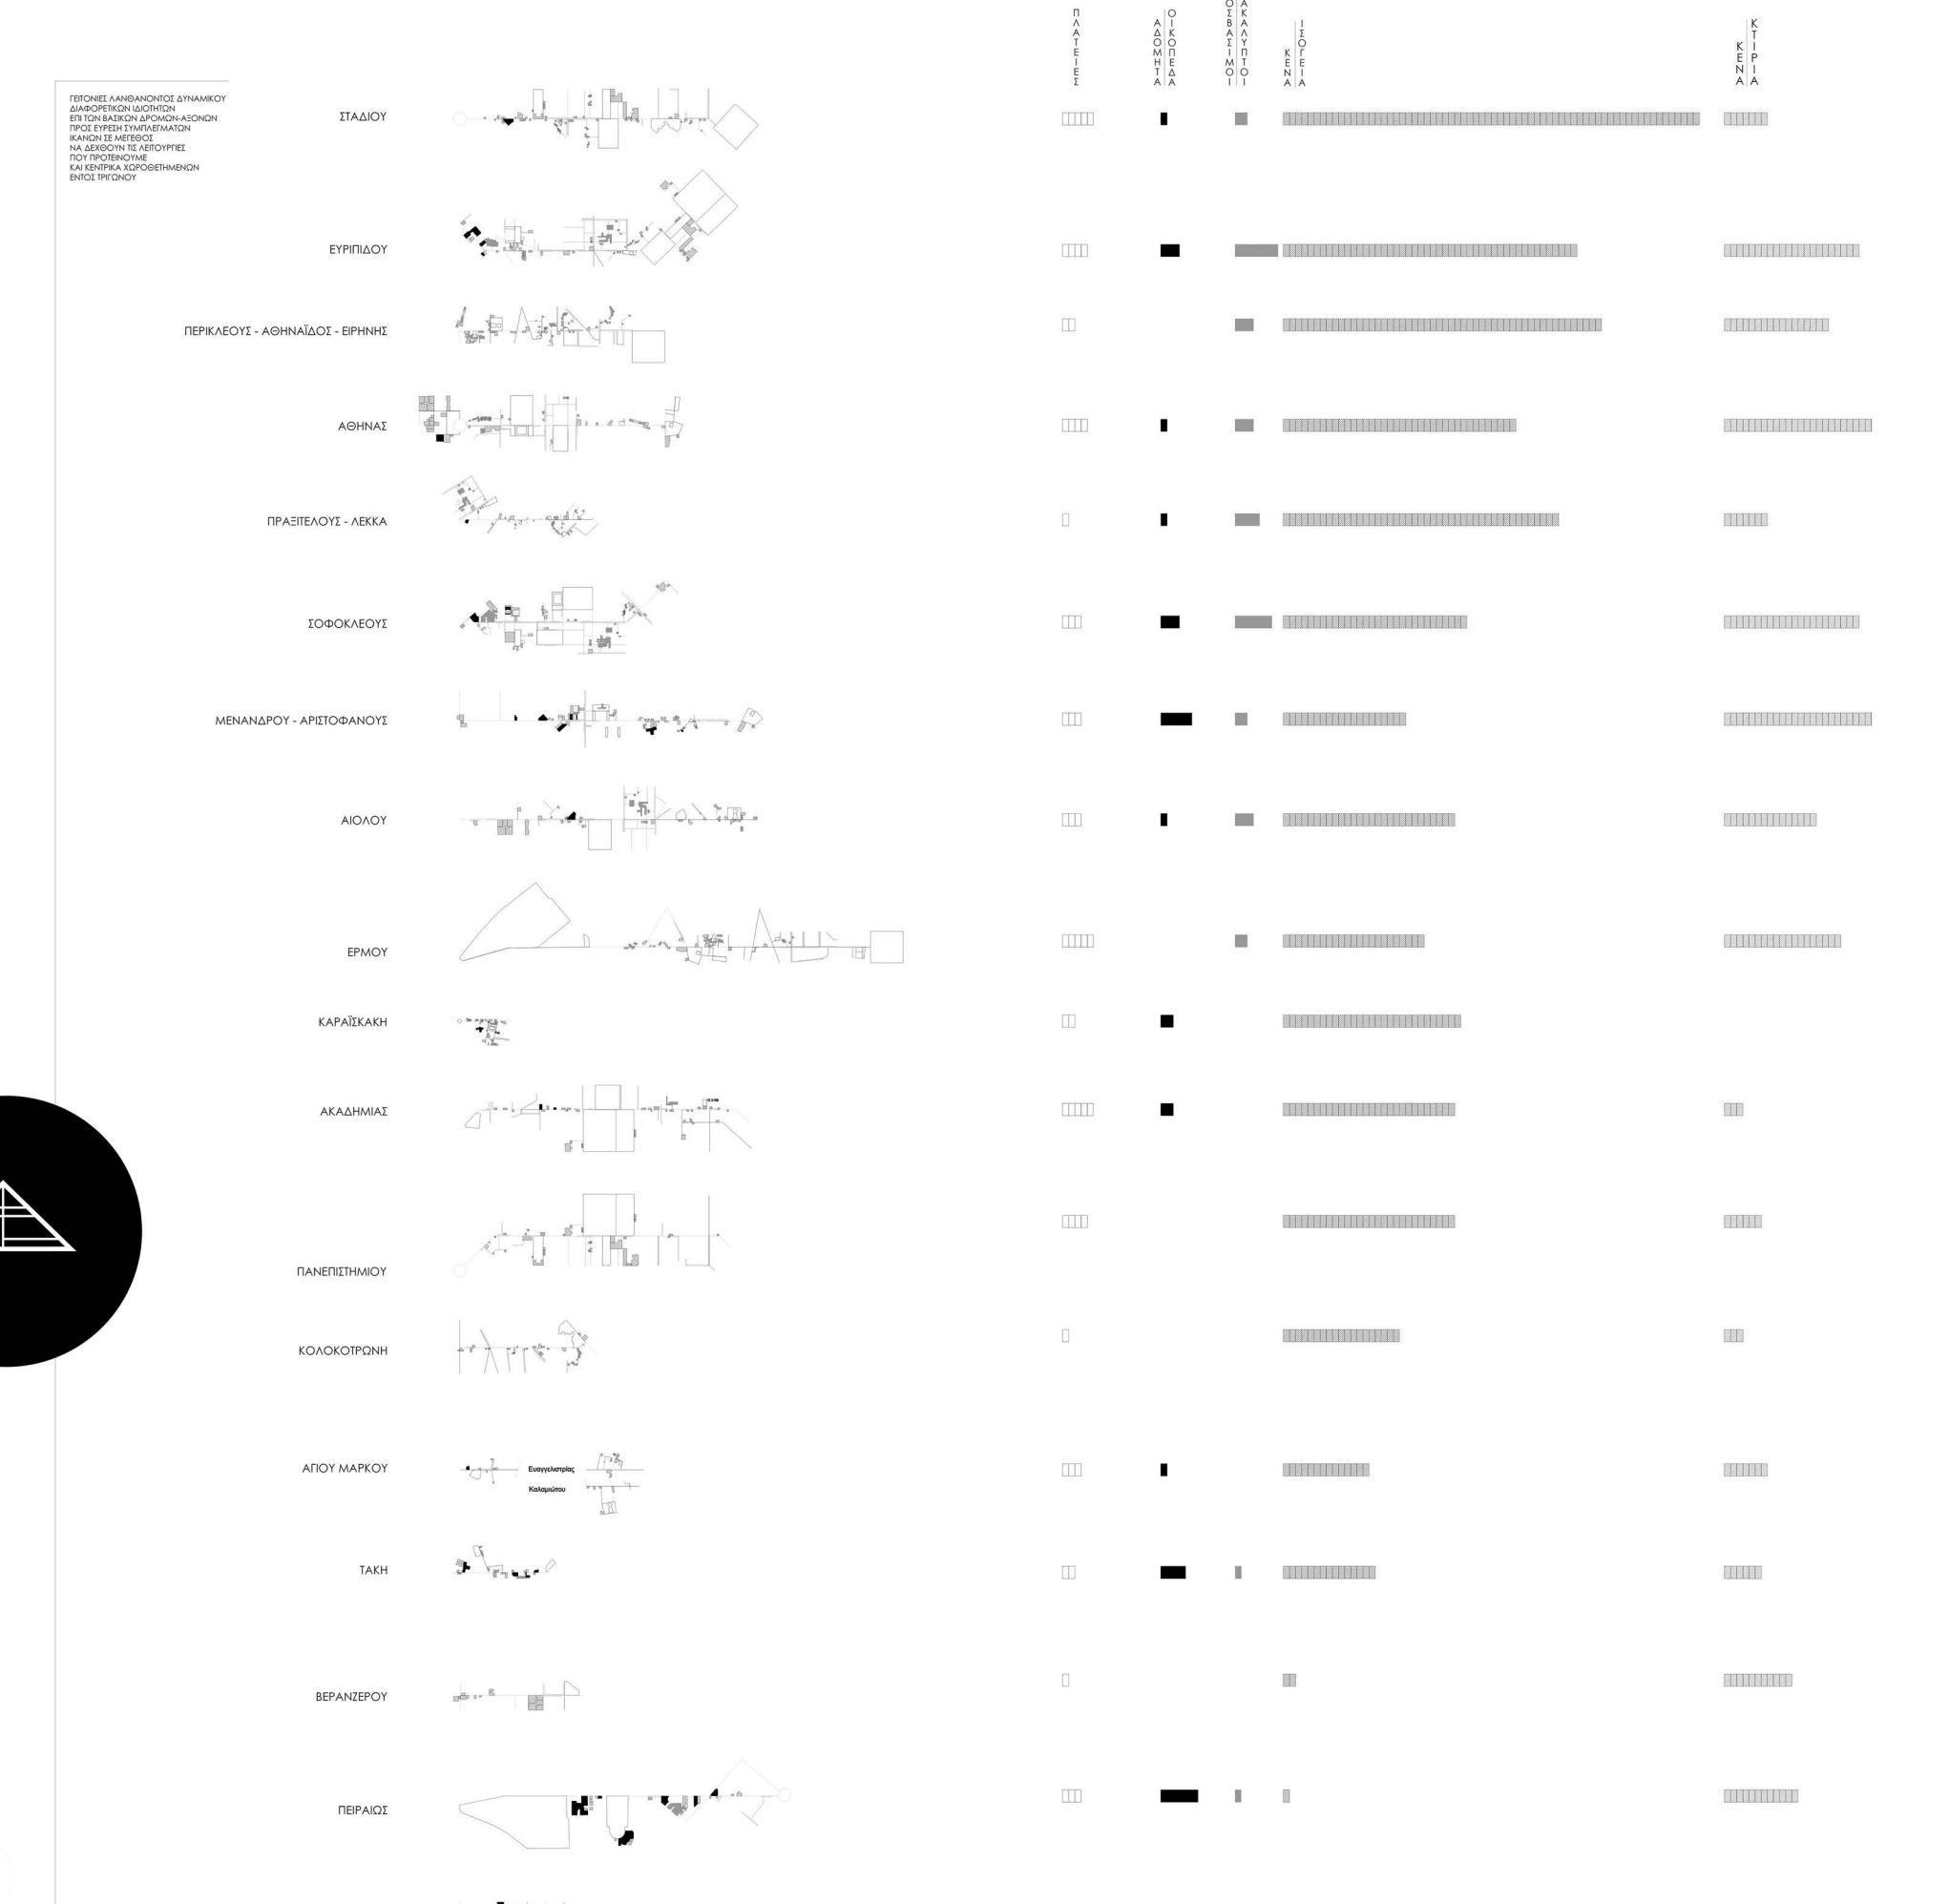 ΠΛΑΤΕΙΕΣ
ΑΔΟΜΗΤΑ
ΟΙΚΟΠΕΔΑ
ΟΣΒΑΣΙΜΟΙ
ΑΚΑΛΥΠΤΟΙ
ΚΕΝΑ
ΙΣΟΓΕΙΑ
ΚΕΝΑ
ΚΤΙΡΙΑ
ΓΕΙΤΟΝΙΕΣ ΛΑΝΘΑΝΟΝΤΟΣ ΔΥΝΑΜΙΚΟΥ
ΔΙΑΦΟΡΕΤΙΚΩΝ ΙΔΙΟΤΗΤΩΝ
ΕΠΙ ΤΩΝ ΒΑΣΙΚΩΝ ΔΡΟΜΩΝ-ΑΞΟΝΩΝ
ΠΡΟΣ ΕΥΡΕΣΗ ΣΥΜΠΛΕΓΜΑΤΩΝ
ΙΚΑΝΩΝ ΣΕ ΜΕΓΕΘΟΣ
ΝΑ ΔΕΧΘΟΥΝ ΤΙΣ ΛΕΙΤΟΥΡΓΙΕΣ
ΠΟΥ ΠΡΟΤΕΙΝΟΥΜΕ
ΚΑΙ ΚΕΝΤΡΙΚΑ ΧΩΡΟΘΕΤΗΜΕΝΩΝ
ΕΝΤΟΣ ΤΡΙΓΩΝΟΥ
ΣΤΑΔΙΟΥ
ΕΥΡΙΠΙΔΟΥ
ΠΕΡΙΚΛΕΟΥΣ - ΑΘΗΝΑΪΔΟΣ - ΕΙΡΗΝΗΣ
ΑΘΗΝΑΣ
ΠΡΑΞΙΤΕΛΟΥΣ - ΛΕΚΚΑ
ΣΟΦΟΚΛΕΟΥΣ
ΜΕΝΑΝΔΡΟΥ - ΑΡΙΣΤΟΦΑΝΟΥΣ
ΑΙΟΛΟΥ
ΕΡΜΟΥ
ΚΑΡΑΪΣΚΑΚΗ
ΑΚΑΔΗΜΙΑΣ
ΠΑΝΕΠΙΣΤΗΜΙΟΥ
ΚΟΛΟΚΟΤΡΩΝΗ
ΑΓΙΟΥ ΜΑΡΚΟΥ
Ευαγγελιστρίας
Καλαμιώτου
ΤΑΚΗ
ΒΕΡΑΝΖΕΡΟΥ
ΠΕΙΡΑΙΩΣ